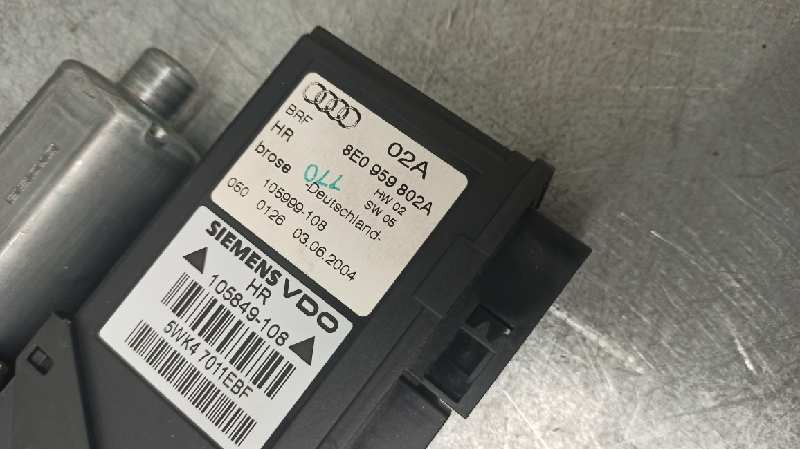 BRF 02A
HR 8E0 959 802A
brose HW 02
-Deutschland- SW 05
105999-108
050 0126 03.06.2004
SIEMENS VDO
HR
105849-108
5WK4 7011EBF